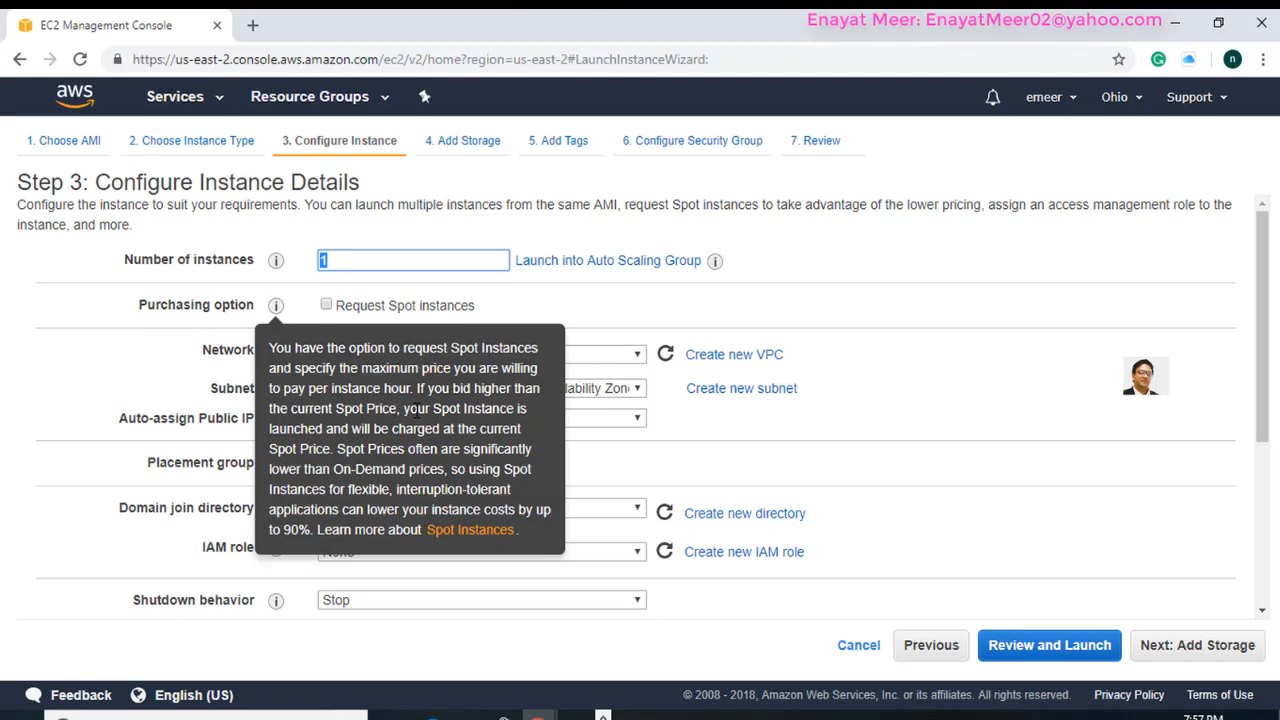 EC2 Management Console
Enayat Meer: EnayatMeer02@yahoo.com
https://us-east-2.console.aws.amazon.com/ec2/v2/home?region=us-east-2#LaunchInstanceWizard:
n
aws Services Resource Groups emeer Ohio Support
1. Choose AMI 2. Choose Instance Type 3. Configure Instance 4. Add Storage 5. Add Tags 6. Configure Security Group 7. Review
Step 3: Configure Instance Details
Configure the instance to suit your requirements. You can launch multiple instances from the same AMI, request Spot instances to take advantage of the lower pricing, assign an access management role to the
instance, and more.
Number of instances i 1 Launch into Auto Scaling Group i
Purchasing option i Request Spot instances
You have the option to request Spot Instances
and specify the maximum price you are willing
to pay per instance hour. If you bid higher than
the current Spot Price, your Spot Instance is
launched and will be charged at the current
Spot Price. Spot Prices often are significantly
lower than On-Demand prices, so using Spot
Instances for flexible, interruption-tolerant
applications can lower your instance costs by up
to 90%. Learn more about Spot Instances.
Network Create new VPC
Subnet lability Zon Create new subnet
Auto-assign Public IP
Placement group
Domain join directory Create new directory
IAM role None Create new IAM role
Shutdown behavior i Stop
Cancel Previous Review and Launch Next: Add Storage
Feedback English (US) © 2008 - 2018, Amazon Web Services, Inc. or its affiliates. All rights reserved. Privacy Policy Terms of Use
7:57 PM